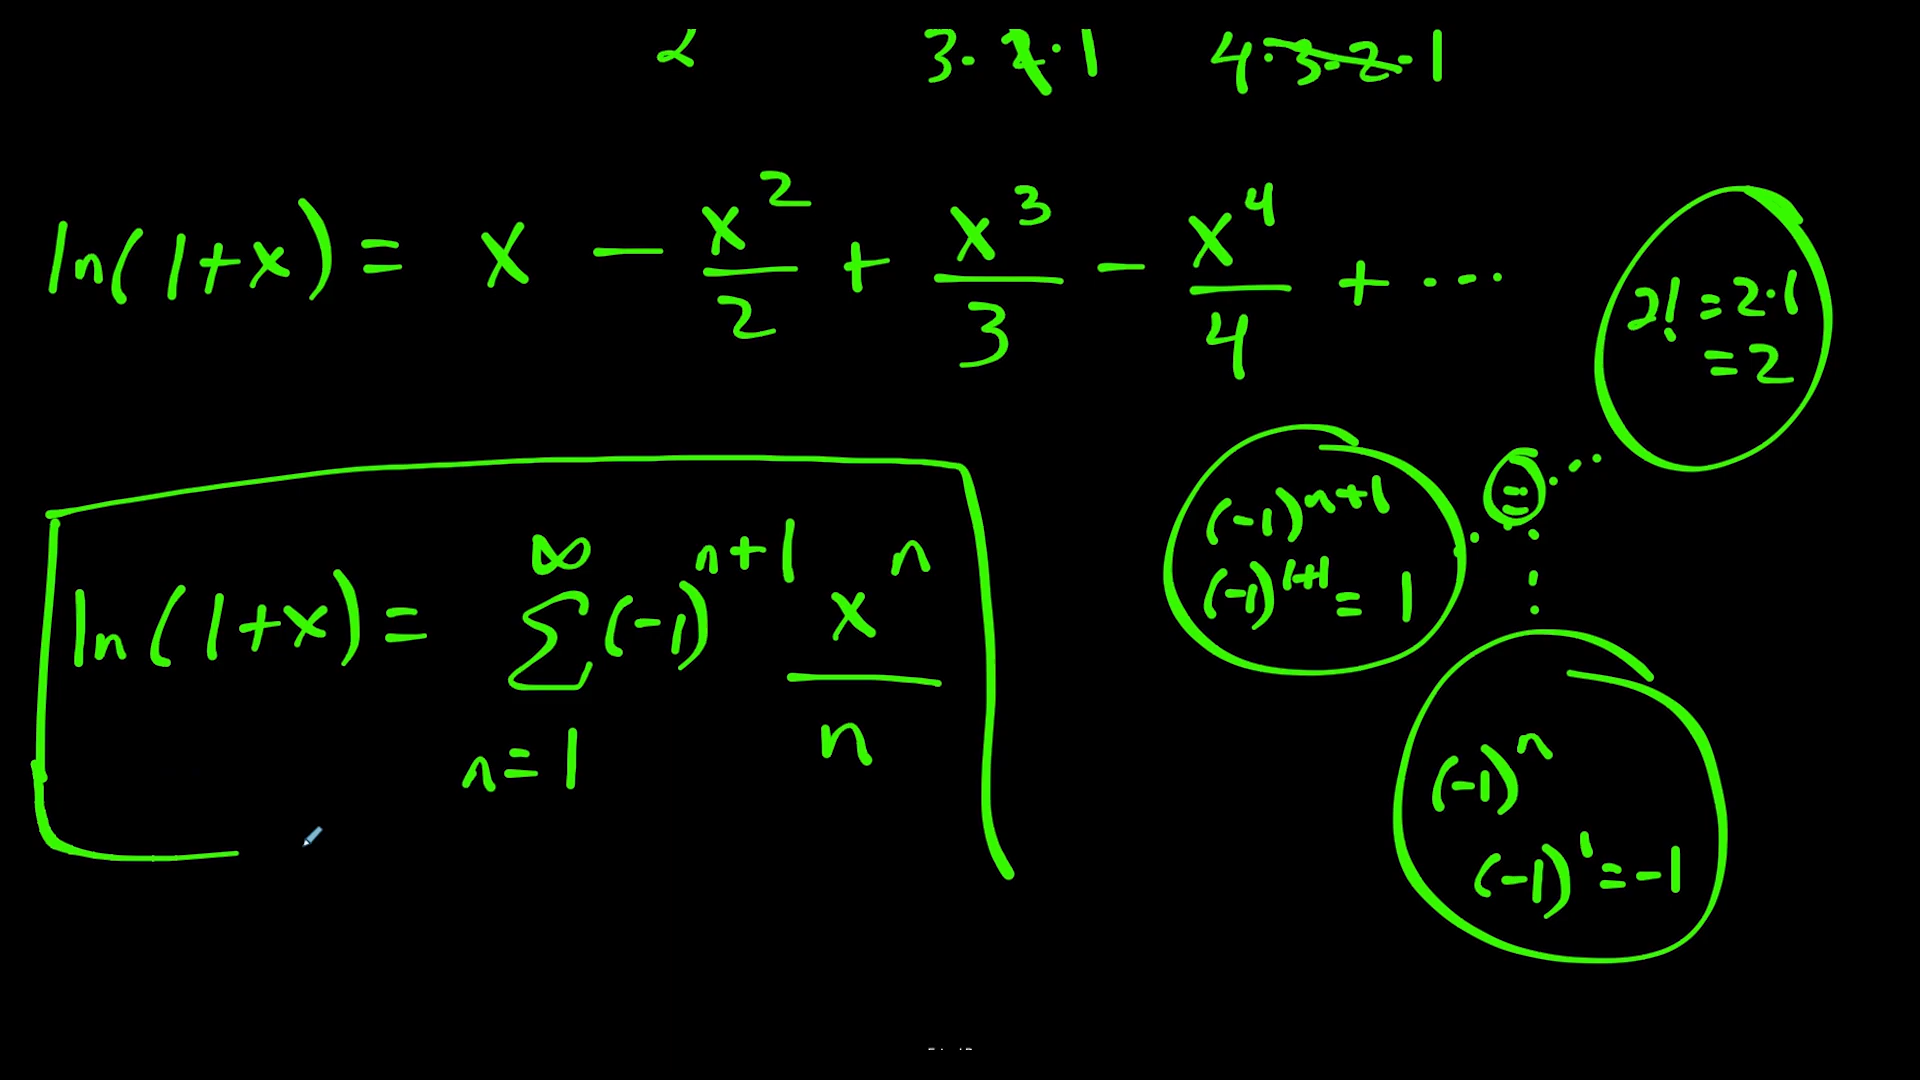 2 3·2·1 4·3·2·1
ln(1+x) = x − x²/2 + x³/3 − x⁴/4 + ····
2! = 2·1
= 2
ln(1+x) = ∞ Σ n=1 (-1)ⁿ⁺¹ xⁿ/n
(-1)ⁿ⁺¹
(-1)¹⁺¹ = 1
(-1)ⁿ
(-1)¹ = -1